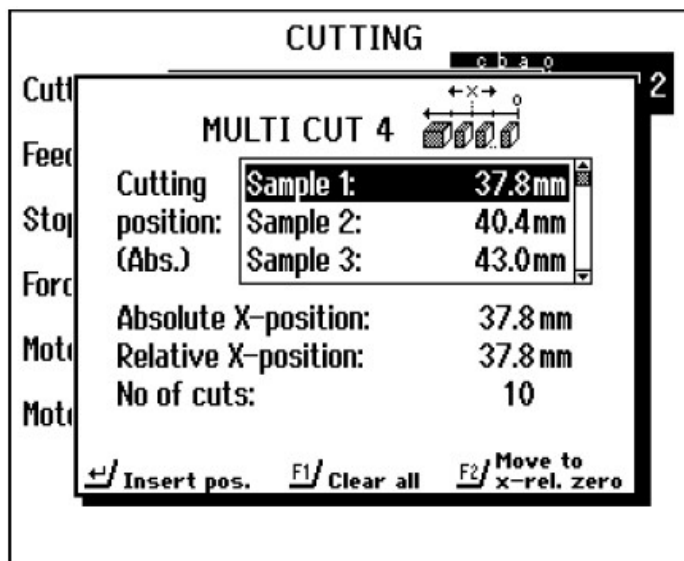 CUTTING
c b a g
Cutt
2
← X →
0
MULTI CUT 4
Feed
Cutting position: (Abs.)
Sample 1: 37.8mm
Sample 2: 40.4mm
Sample 3: 43.0mm
Stop
Forc
Absolute X-position: 37.8mm
Moto
Relative X-position: 37.8mm
No of cuts: 10
Moto
↵ Insert pos.
F1 Clear all
F2 Move to
x-rel. zero